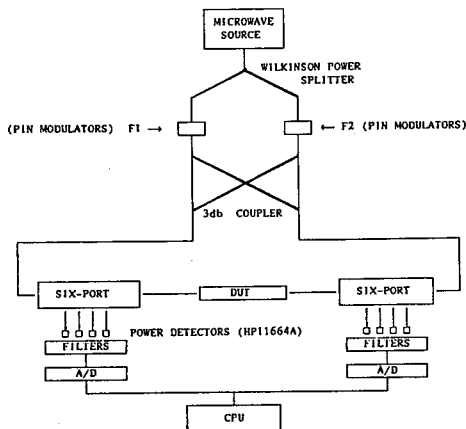 MICROWAVE
SOURCE
WILKINSON POWER
SPLITTER
(PIN MODULATORS) F1 →
← F2 (PIN MODULATORS)
3db COUPLER
SIX-PORT
DUT
SIX-PORT
POWER DETECTORS (HP11664A)
FILTERS
FILTERS
A/D
A/D
CPU